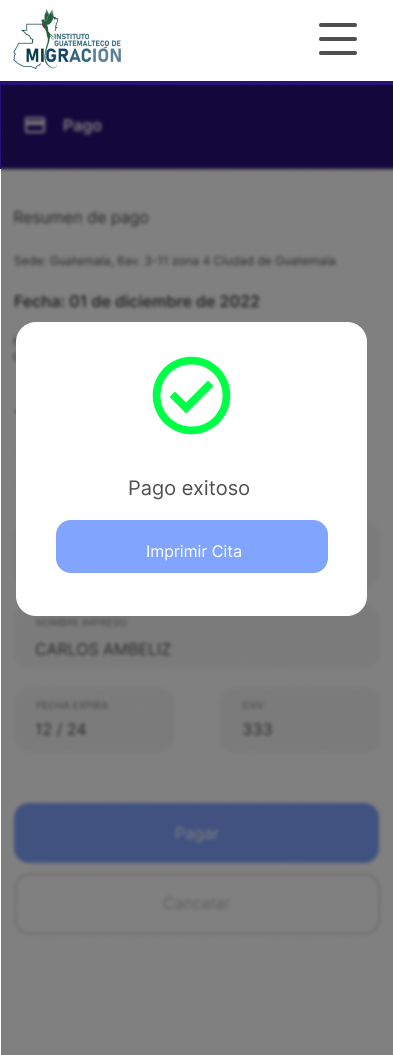 INSTITUTO
GUATEMALTECO DE
MIGRACIÓN
Pago
Resumen de pago
Sede: Guatemala, 6av. 3-11 zona 4 Ciudad de Guatemala
Fecha: 01 de diciembre de 2022
Pago exitoso
Imprimir Cita
NOMBRE IMPRESO
CARLOS AMBELIZ
FECHA EXPIRA
CVV
12 / 24
333
Pagar
Cancelar